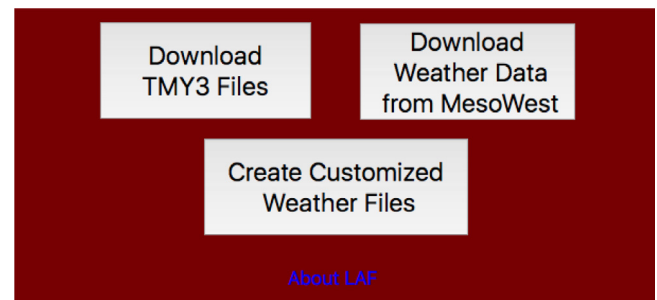 Download
TMY3 Files
Download
Weather Data
from MesoWest
Create Customized
Weather Files
About LAF